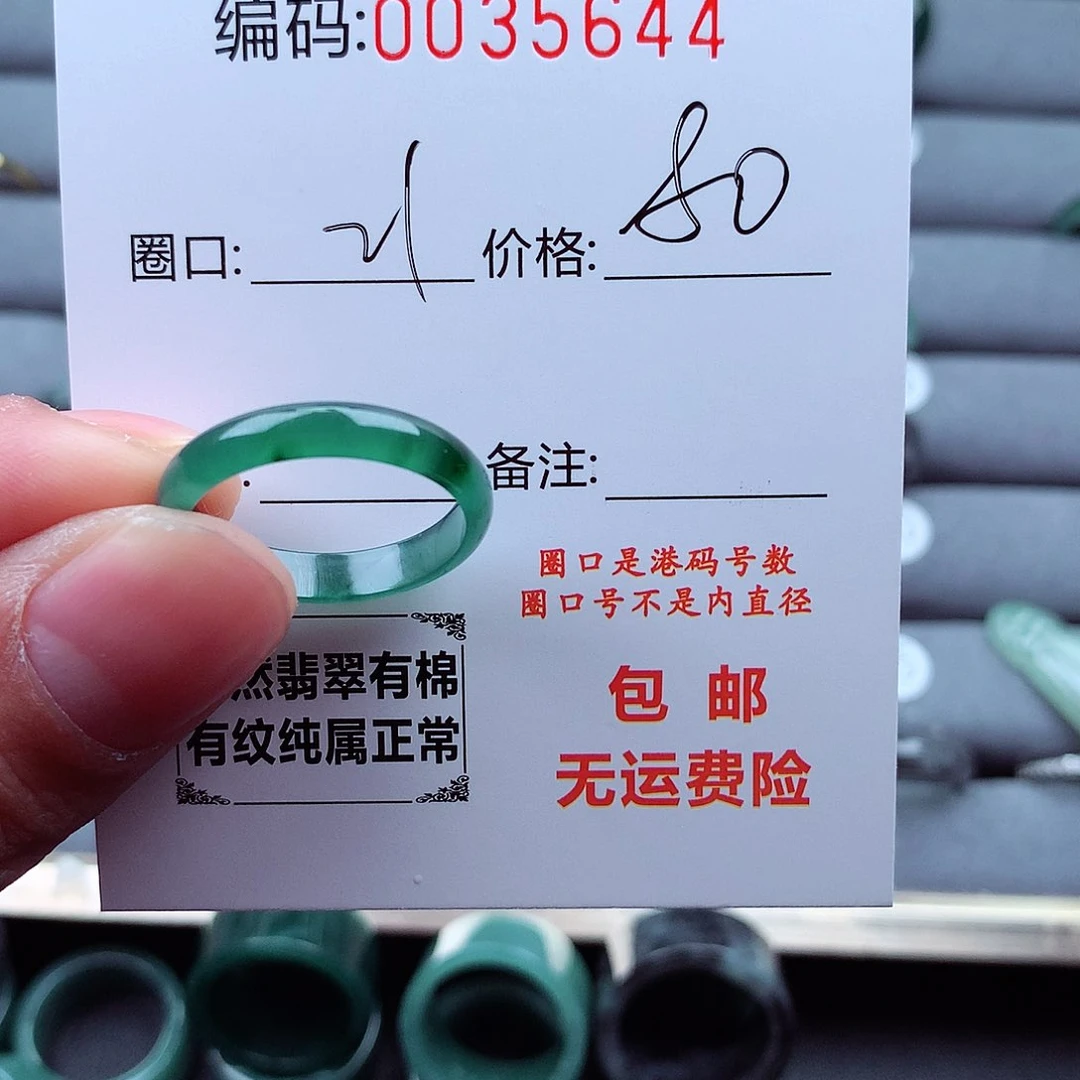 编码:0035644
圈口: 21 价格: 80
备注:
圈口是港码号数
圈口号不是内直径
然翡翠有棉
有纹纯属正常
包邮
无运费险